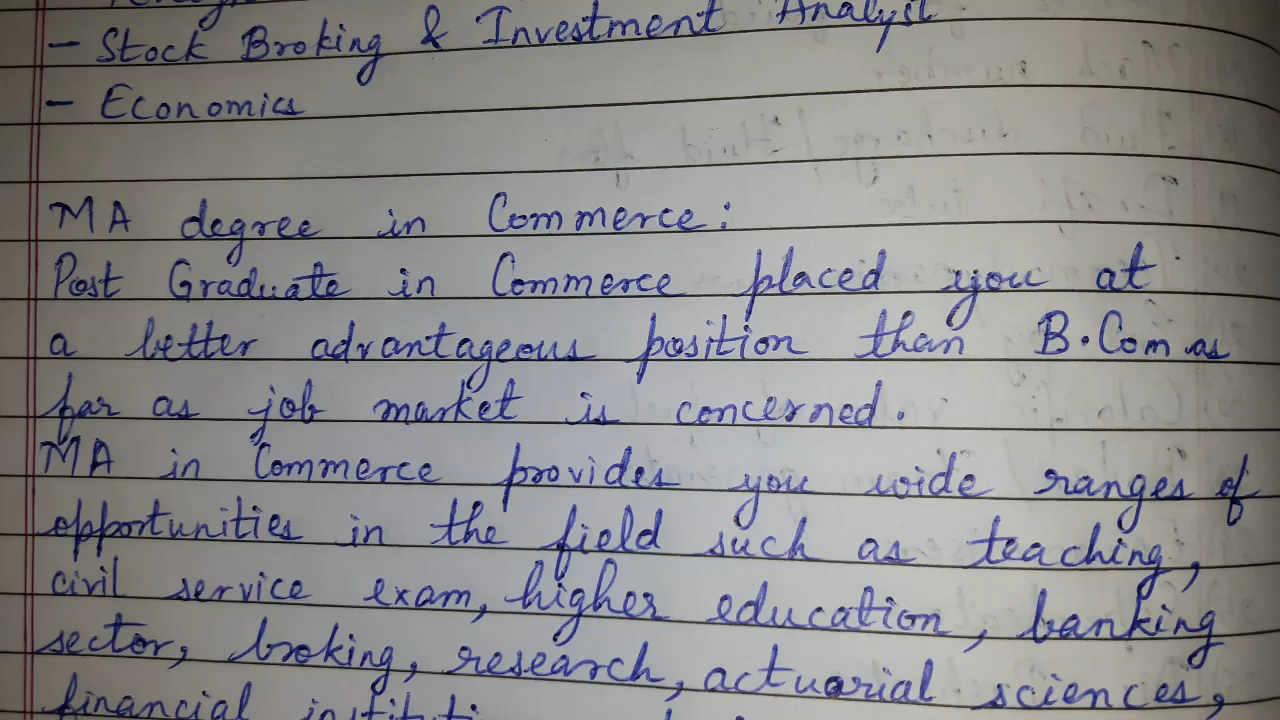 - Stock Broking & Investment Analyst
- Economics
MA degree in Commerce:
Post Graduate in Commerce placed you at
a better advantageous position than B.Com as
far as job market is concerned.
MA in Commerce provides you wide ranges of
opportunities in the field such as teaching,
civil service exam, higher education, banking
sector, broking, research, actuarial sciences,
financial